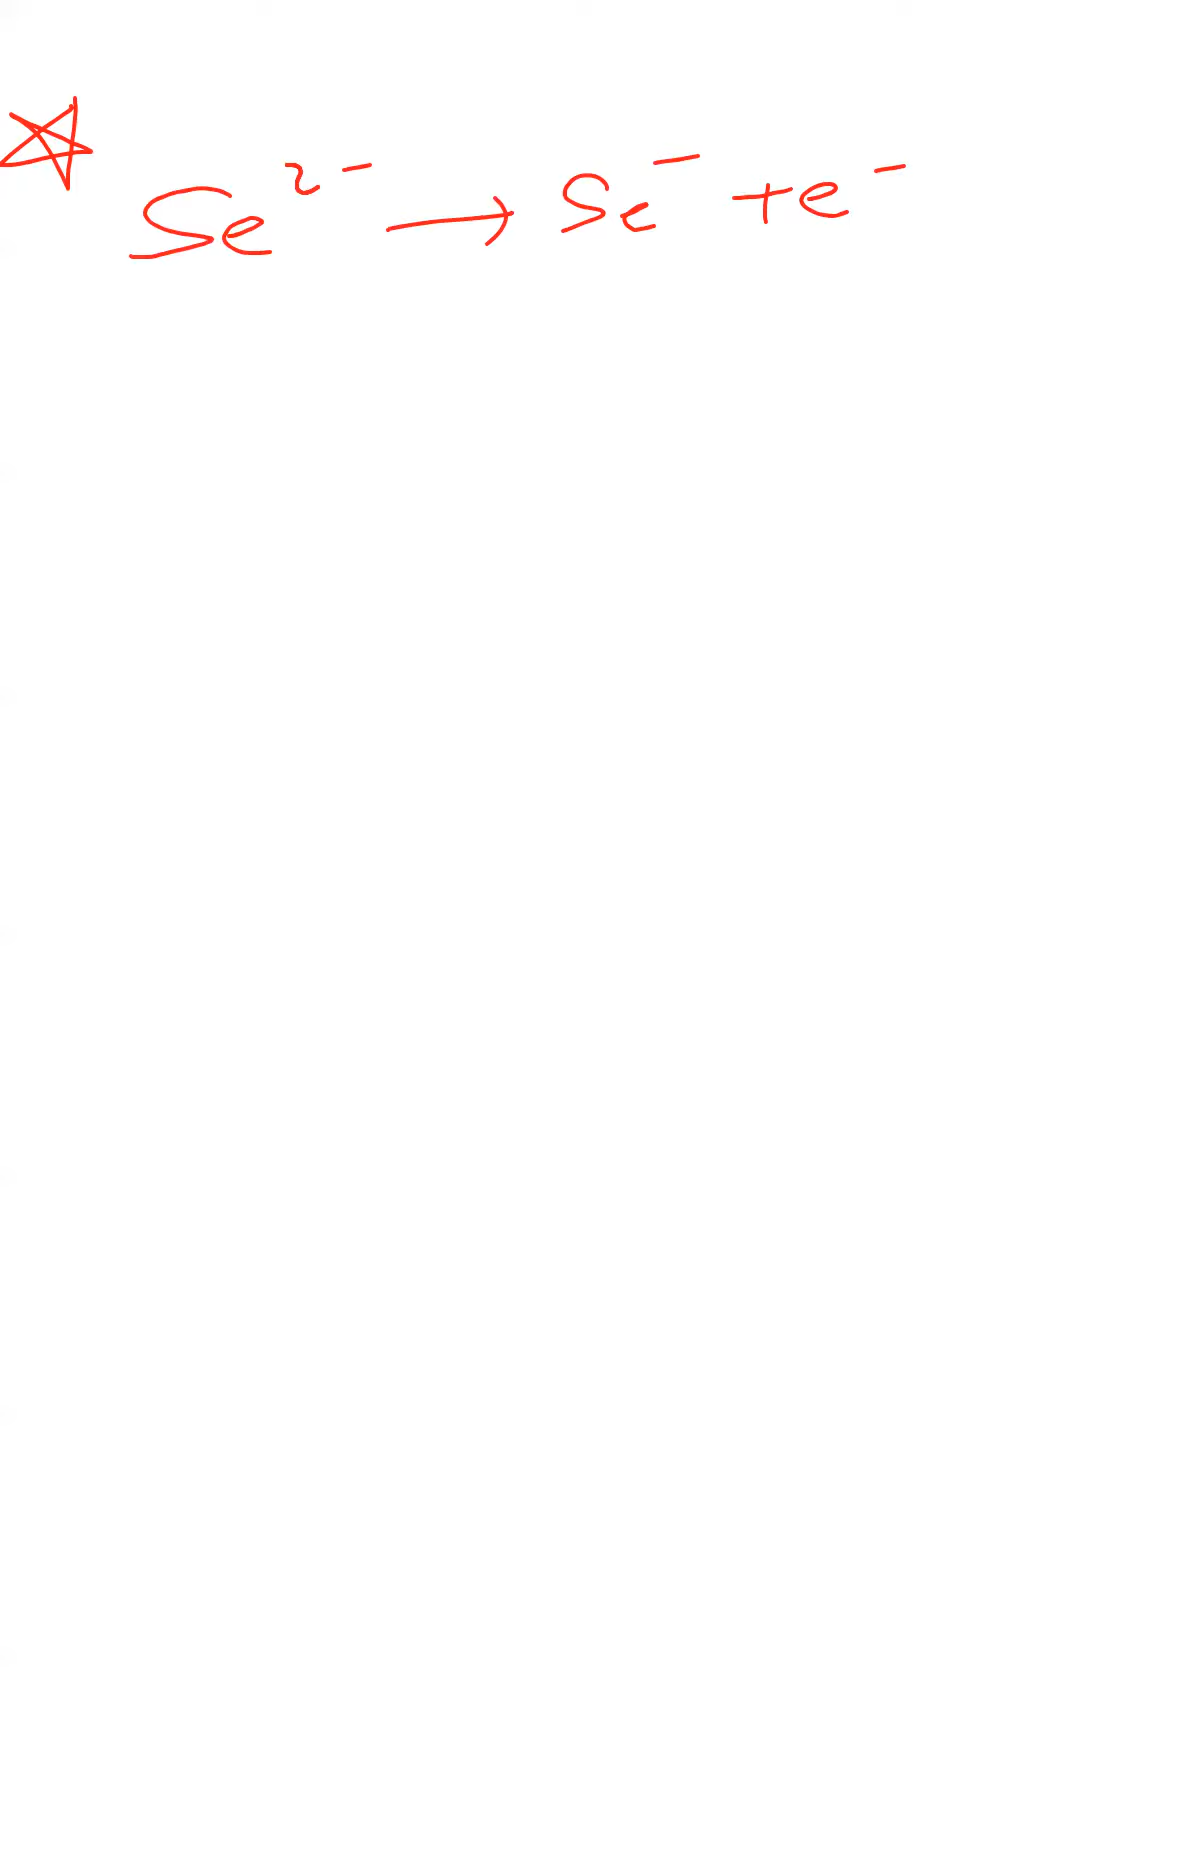 Se²⁻ → Se⁻ + e⁻